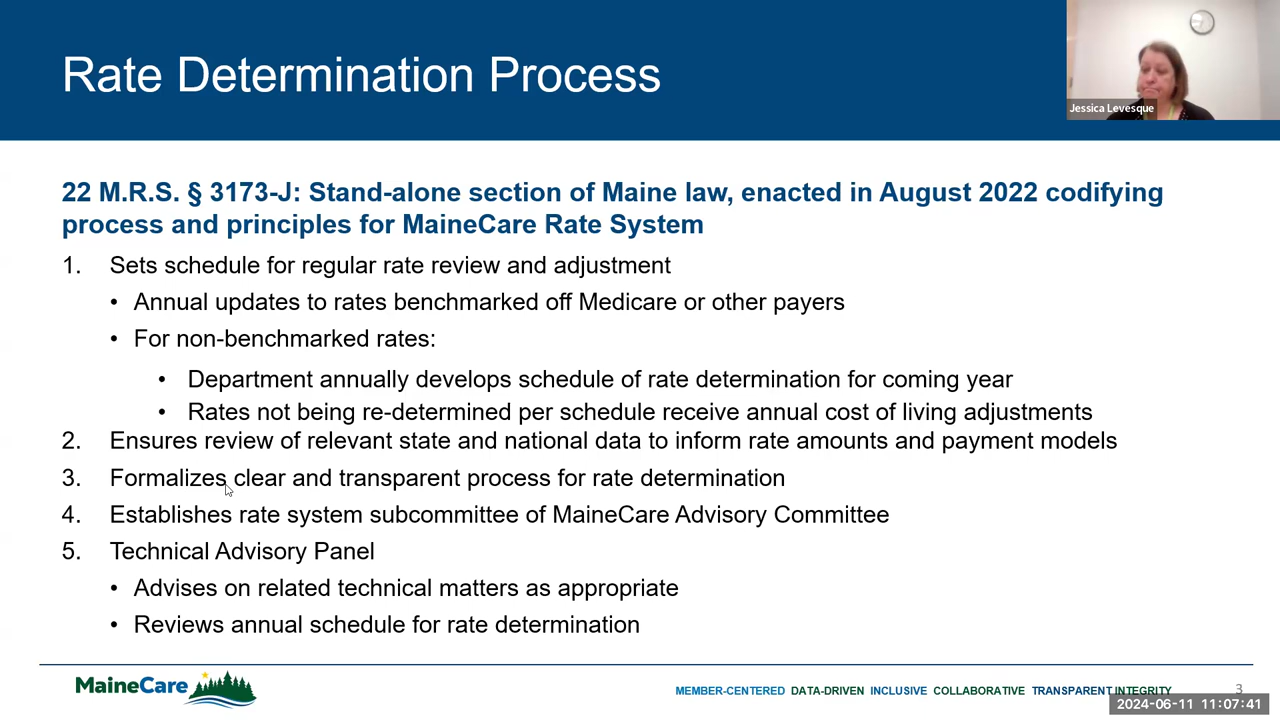 Rate Determination Process
Jessica Levesque
22 M.R.S. § 3173-J: Stand-alone section of Maine law, enacted in August 2022 codifying
process and principles for MaineCare Rate System
1. Sets schedule for regular rate review and adjustment
• Annual updates to rates benchmarked off Medicare or other payers
• For non-benchmarked rates:
• Department annually develops schedule of rate determination for coming year
• Rates not being re-determined per schedule receive annual cost of living adjustments
2. Ensures review of relevant state and national data to inform rate amounts and payment models
3. Formalizes clear and transparent process for rate determination
4. Establishes rate system subcommittee of MaineCare Advisory Committee
5. Technical Advisory Panel
• Advises on related technical matters as appropriate
• Reviews annual schedule for rate determination
MaineCare
MEMBER-CENTERED DATA-DRIVEN INCLUSIVE COLLABORATIVE TRANSPARENT INTEGRITY
3
2024-06-11 11:07:41